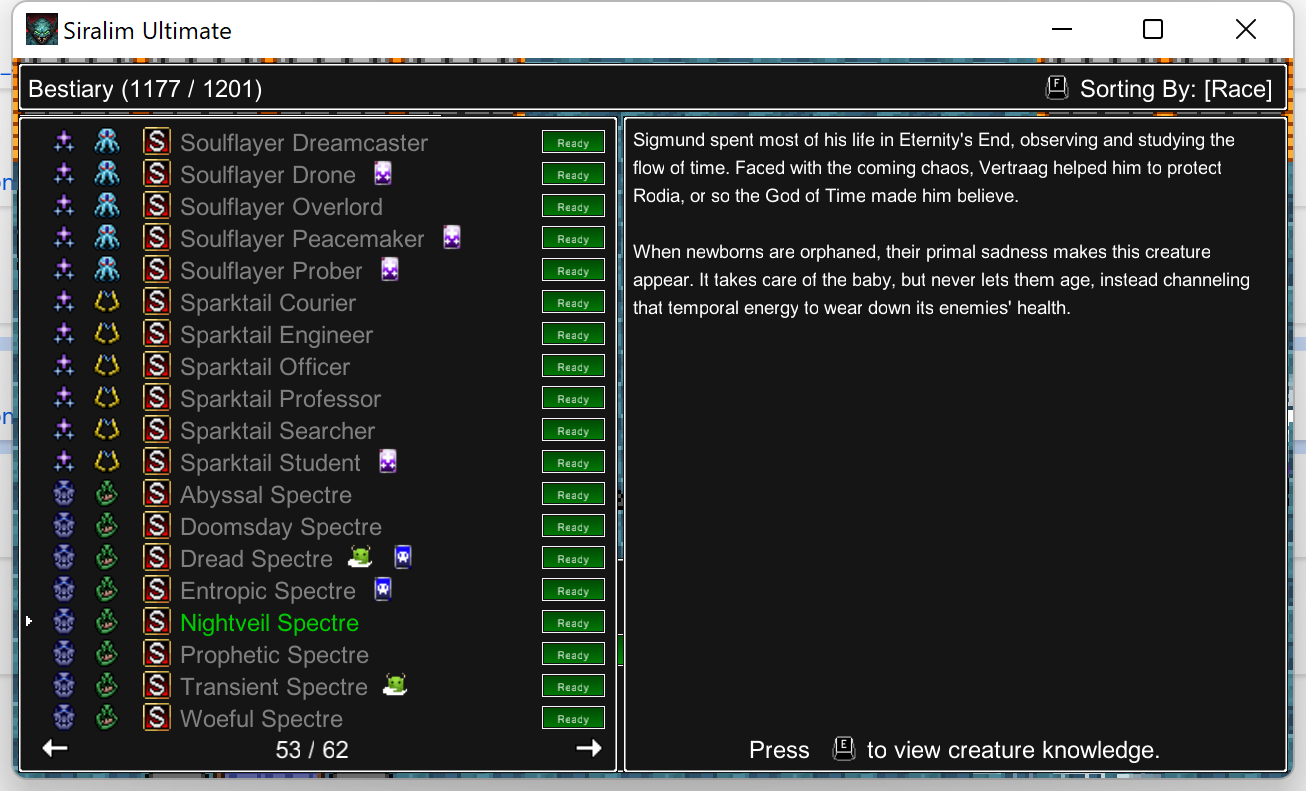 Siralim Ultimate
Bestiary (1177 / 1201)
F Sorting By: [Race]
S Soulflayer Dreamcaster Ready
S Soulflayer Drone Ready
S Soulflayer Overlord Ready
S Soulflayer Peacemaker Ready
S Soulflayer Prober Ready
S Sparktail Courier Ready
S Sparktail Engineer Ready
S Sparktail Officer Ready
S Sparktail Professor Ready
S Sparktail Searcher Ready
S Sparktail Student Ready
S Abyssal Spectre Ready
S Doomsday Spectre Ready
S Dread Spectre Ready
S Entropic Spectre Ready
S Nightveil Spectre Ready
S Prophetic Spectre Ready
S Transient Spectre Ready
S Woeful Spectre Ready
53 / 62
Sigmund spent most of his life in Eternity's End, observing and studying the
flow of time. Faced with the coming chaos, Vertraag helped him to protect
Rodia, or so the God of Time made him believe.
When newborns are orphaned, their primal sadness makes this creature
appear. It takes care of the baby, but never lets them age, instead channeling
that temporal energy to wear down its enemies' health.
Press E to view creature knowledge.